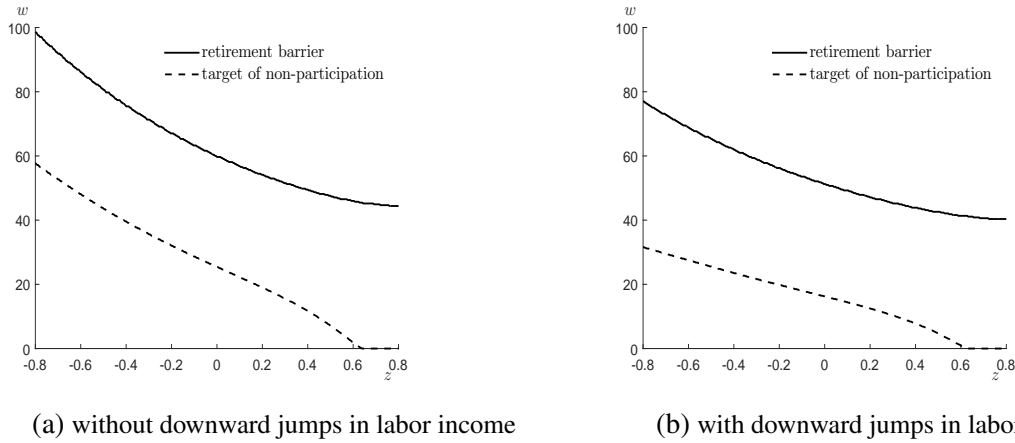 w
100
80
60
40
20
0
-0.8 -0.6 -0.4 -0.2 0 0.2 0.4 0.6 0.8
z
retirement barrier
target of non-participation
(a) without downward jumps in labor income
w
100
80
60
40
20
0
-0.8 -0.6 -0.4 -0.2 0 0.2 0.4 0.6 0.8
z
retirement barrier
target of non-participation
(b) with downward jumps in labo